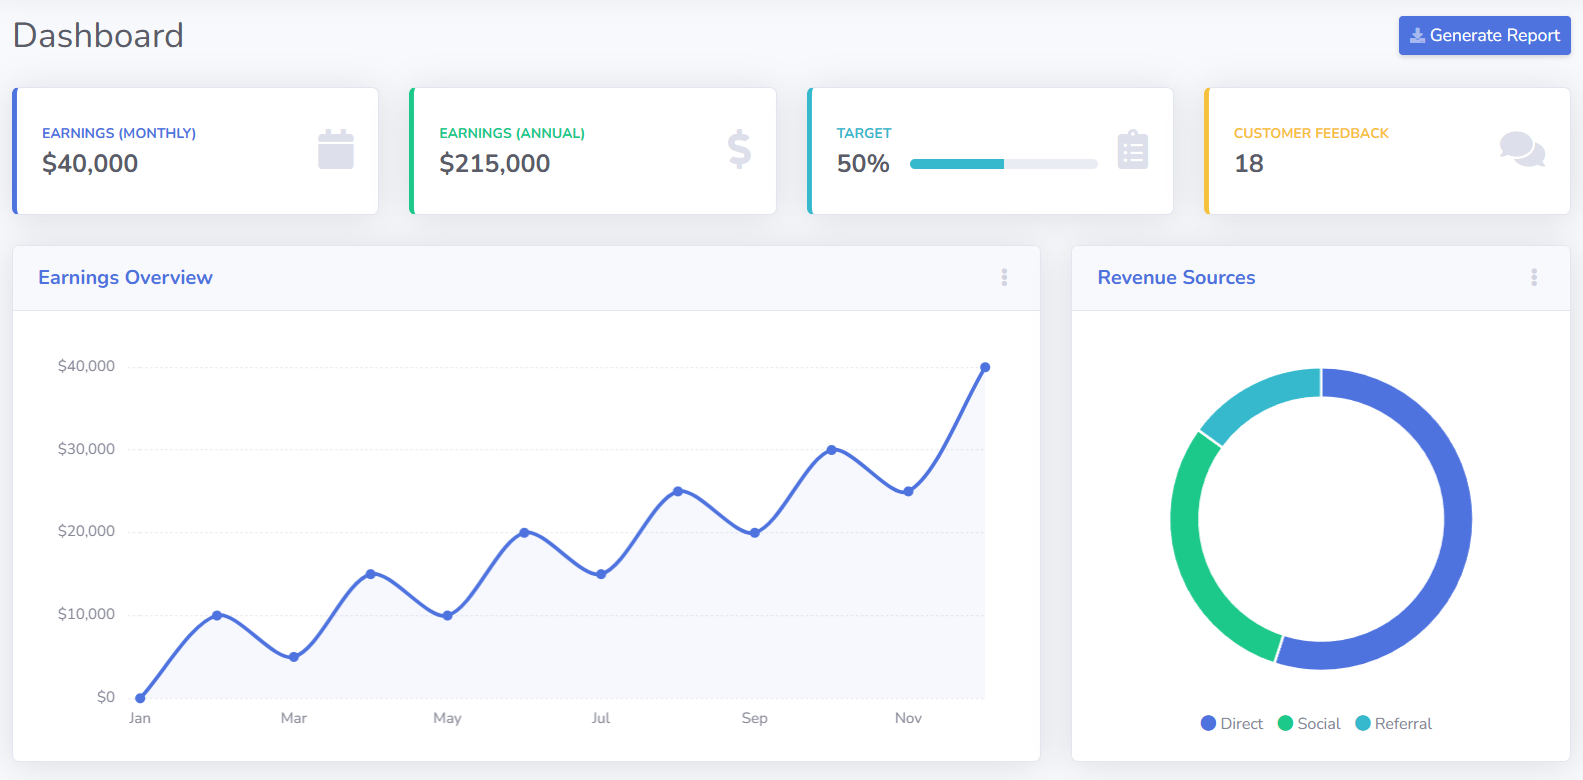 Dashboard
Generate Report
EARNINGS (MONTHLY)
$40,000
EARNINGS (ANNUAL)
$215,000
TARGET
50%
CUSTOMER FEEDBACK
18
Earnings Overview
$40,000
$30,000
$20,000
$10,000
$0
Jan Mar May Jul Sep Nov
Revenue Sources
Direct Social Referral